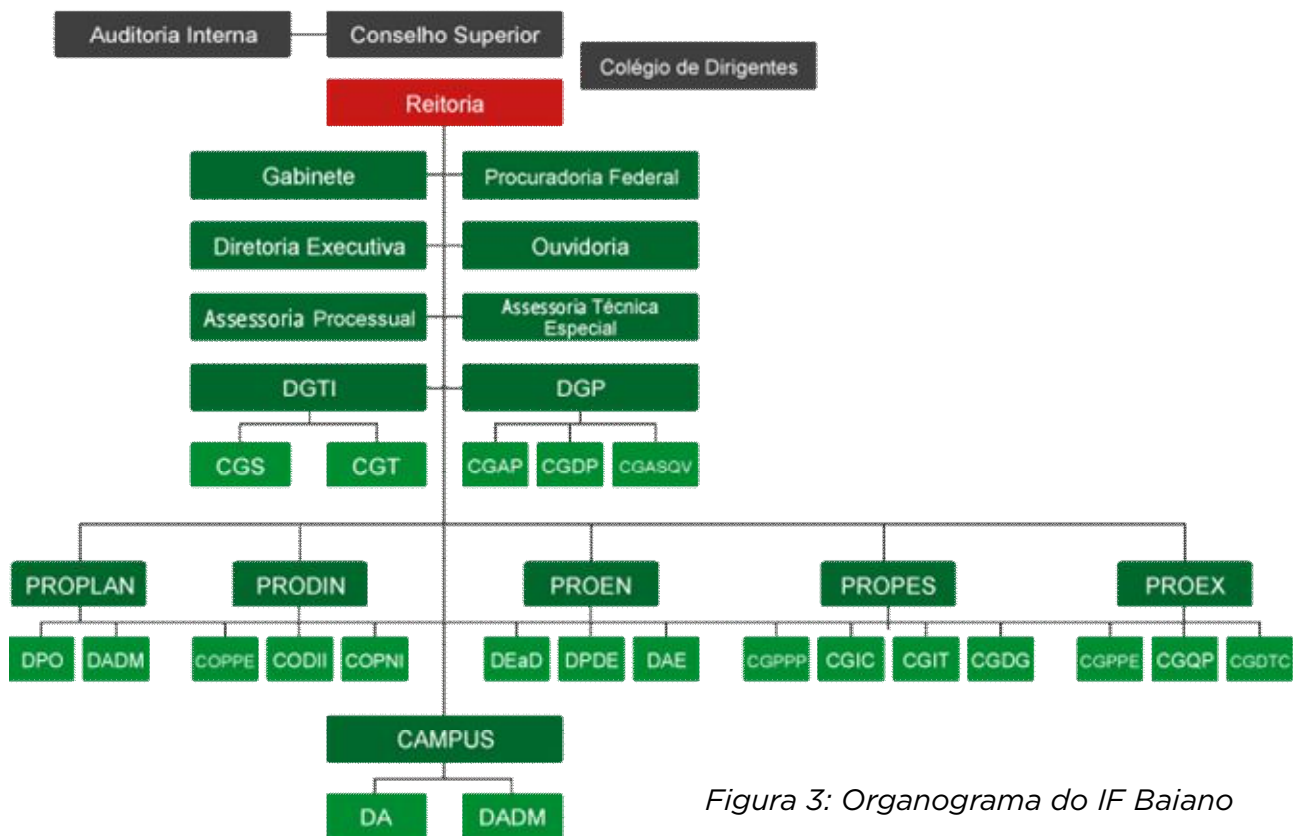 Auditoria Interna
Conselho Superior
Colégio de Dirigentes
Reitoria
Gabinete
Procuradoria Federal
Diretoria Executiva
Ouvidoria
Assessoria Processual
Assessoria Técnica
Especial
DGTI
DGP
CGS
CGT
CGAP
CGDP
CGASQV
PROPLAN
PRODIN
PROEN
PROPES
PROEX
DPO
DADM
COPPE
CODII
COPNI
DEaD
DPDE
DAE
CGPPP
CGIC
CGIT
CGDG
CGPPE
CGQP
CGDTC
CAMPUS
DA
DADM
Figura 3: Organograma do IF Baiano